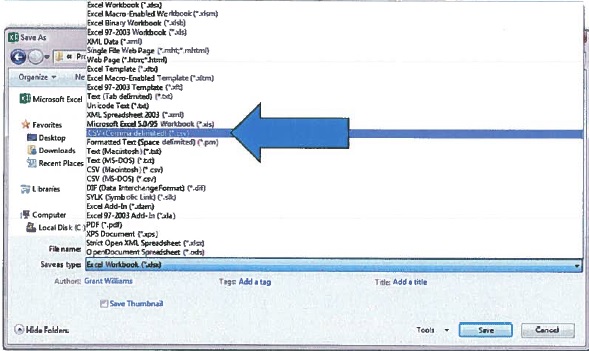 Excel Workbook (*.xlsx)
Excel Macro-Enabled Workbook (*.xlsm)
Excel Binary Workbook (*.xlsb)
Excel 97-2003 Workbook (*.xls)
XML Data (*.xml)
Single File Web Page (*.mht;*.mhtml)
Web Page (*.htm;*.html)
Excel Template (*.xltx)
Excel Macro-Enabled Template (*.xltm)
Excel 97-2003 Template (*.xlt)
Text (Tab delimited) (*.txt)
Unicode Text (*.txt)
XML Spreadsheet 2003 (*.xml)
Microsoft Excel 5.0/95 Workbook (*.xls)
CSV (Comma delimited) (*.csv)
Formatted Text (Space delimited) (*.prn)
Text (Macintosh) (*.txt)
Text (MS-DOS) (*.txt)
CSV (Macintosh) (*.csv)
CSV (MS-DOS) (*.csv)
DIF (Data Interchange Format) (*.dif)
SYLK (Symbolic Link) (*.slk)
Excel Add-In (*.xlam)
Excel 97-2003 Add-In (*.xla)
PDF (*.pdf)
XPS Document (*.xps)
Strict Open XML Spreadsheet (*.xlsx)
OpenDocument Spreadsheet (*.ods)
Save As
« Pr
Organize Ne
Microsoft Excel
Favorites
Desktop
Downloads
Recent Places
Libraries
Computer
Local Disk (C
File name:
Save as type: Excel Workbook (*.xlsx)
Authors: Grant Williams Tags: Add a tag Title: Add a title
Save Thumbnail
Hide Folders Tools Save Cancel